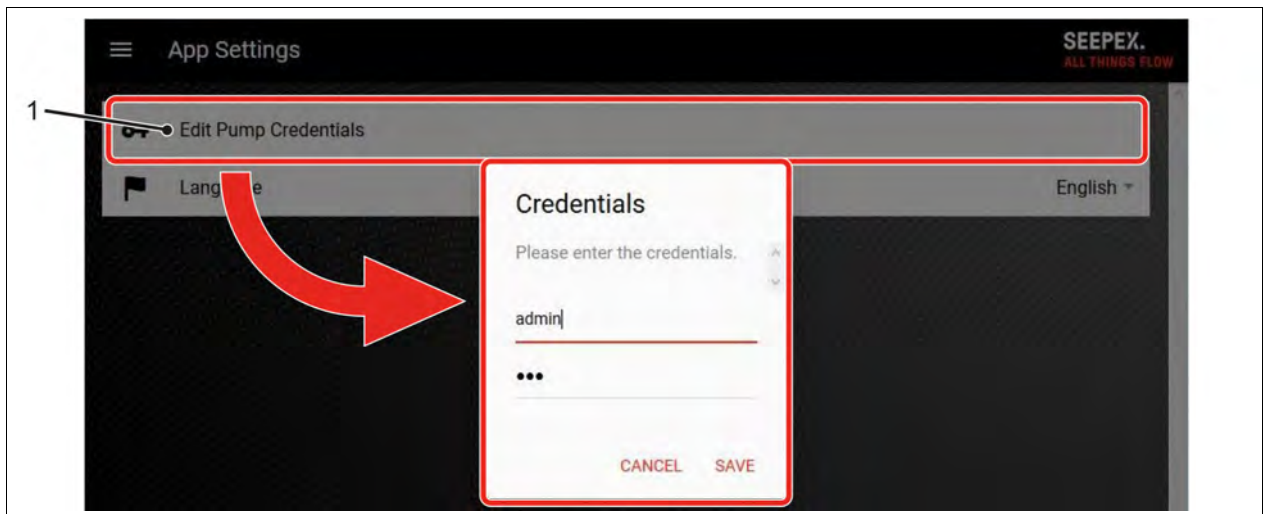 App Settings
SEEPEX.
ALL THINGS FLOW
1
Edit Pump Credentials
English
Credentials
Please enter the credentials.
admin
•••
CANCEL SAVE